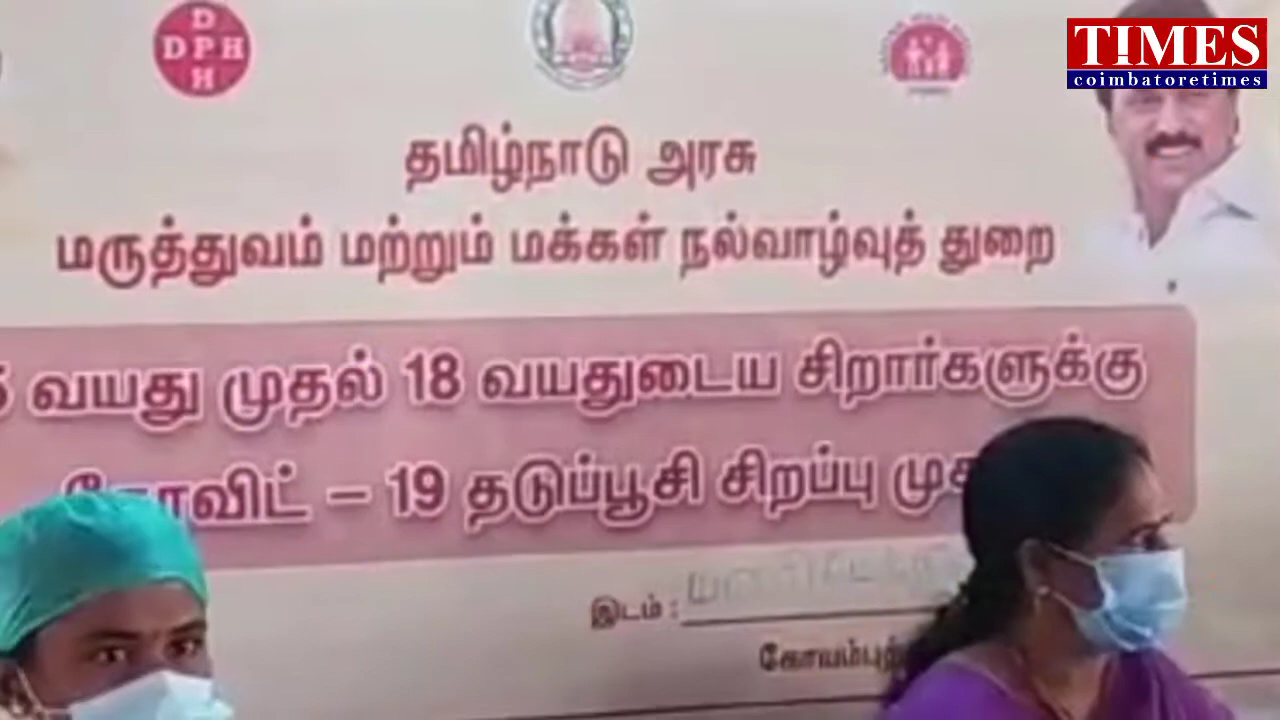 D
DPH
H
TIMES
coimbatoretimes
தமிழ்நாடு அரசு
மருத்துவம் மற்றும் மக்கள் நல்வாழ்வுத் துறை
வயது முதல் 18 வயதுடைய சிறார்களுக்கு
– 19 தடுப்பூசி சிறப்பு
இடம் :